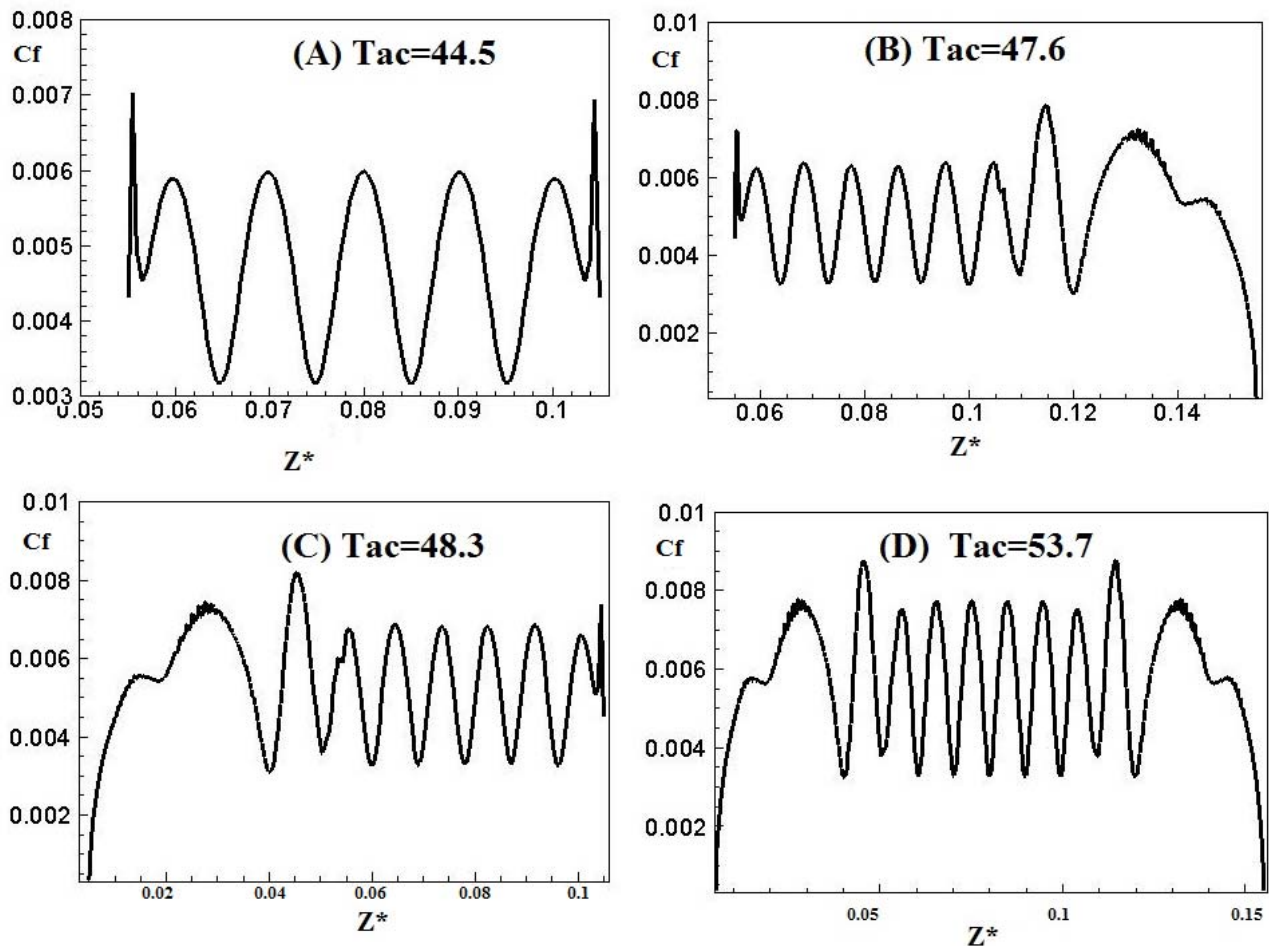 0.008
Cf
(A) Tac=44.5
0.007
0.006
0.005
0.004
0.003
0.05 0.06 0.07 0.08 0.09 0.1
Z*
0.01
Cf
(B) Tac=47.6
0.008
0.006
0.004
0.002
0.06 0.08 0.1 0.12 0.14
Z*
0.01
Cf
(C) Tac=48.3
0.008
0.006
0.004
0.002
0.02 0.04 0.06 0.08 0.1
Z*
0.01
Cf
(D) Tac=53.7
0.008
0.006
0.004
0.002
0.05 0.1 0.15
Z*